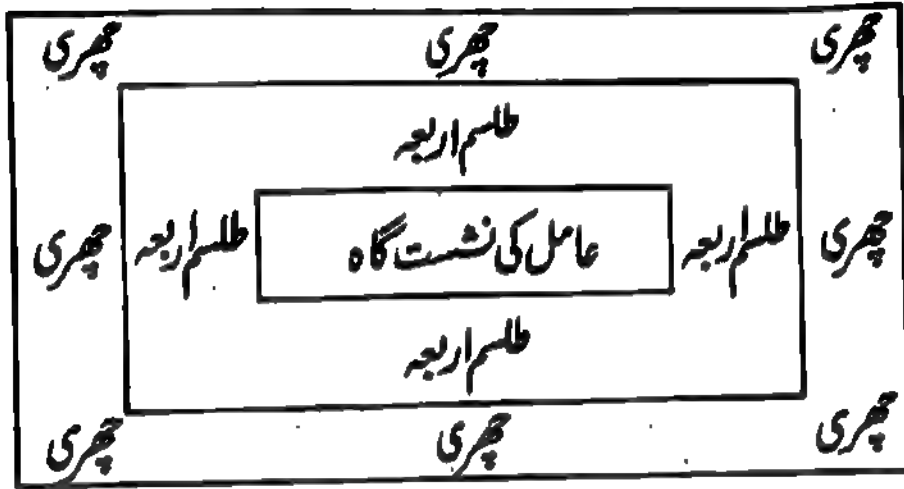 چھری چھری چھری
طلسم اربعہ
چھری طلسم اربعہ عامل کی نشست گاہ طلسم اربعہ چھری
طلسم اربعہ
چھری چھری چھری